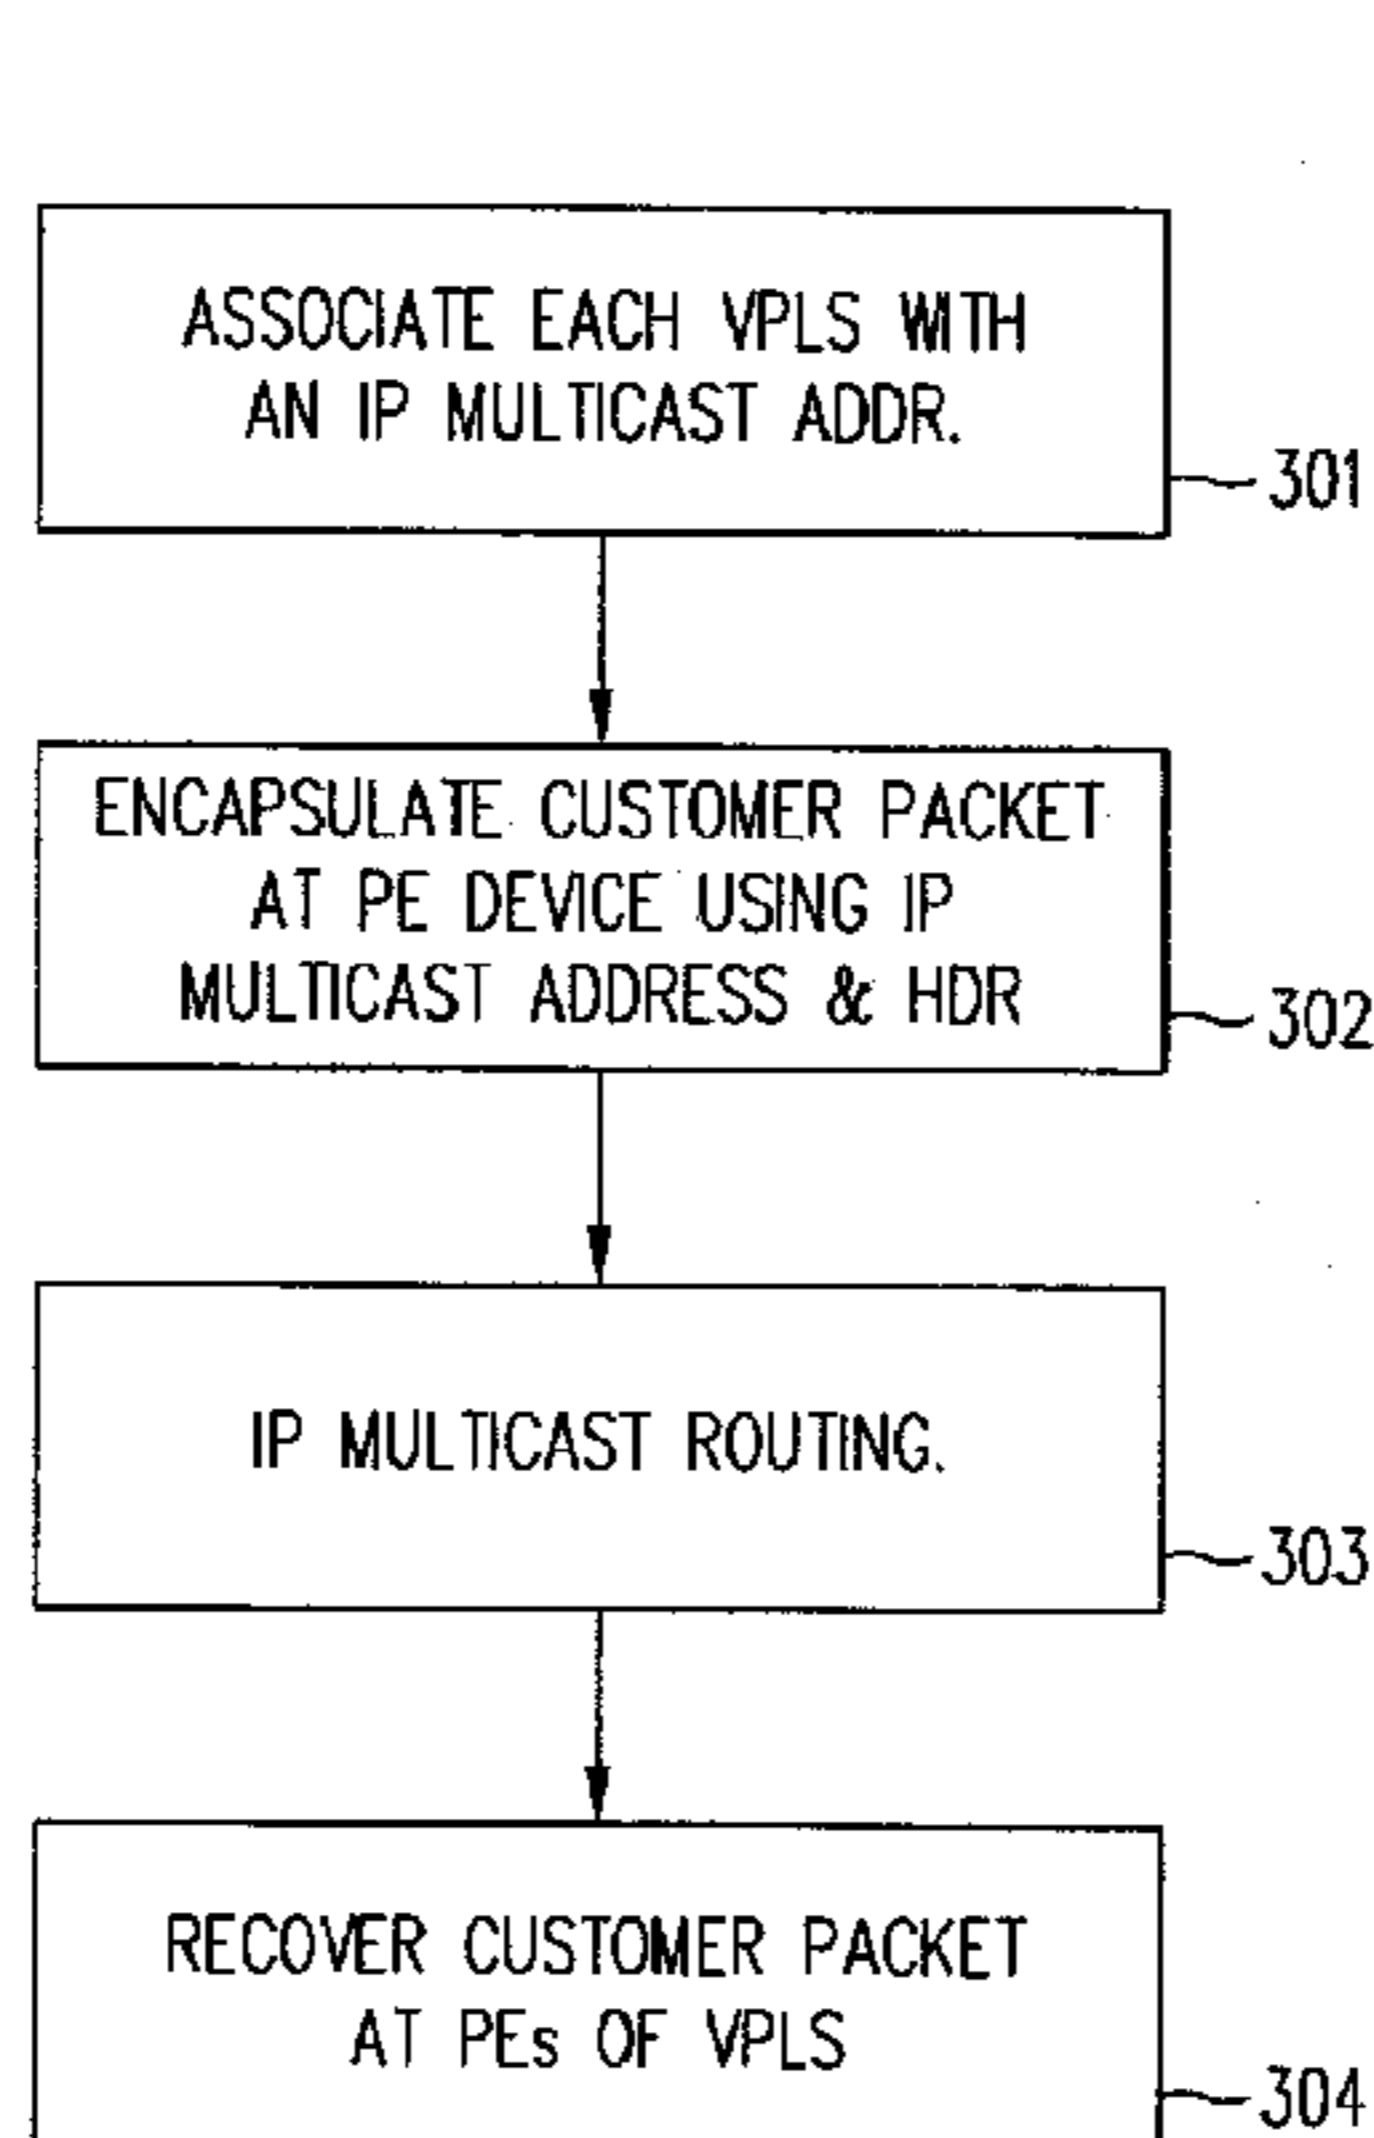 ASSOCIATE EACH VPLS WITH
AN IP MULTICAST ADDR.
301
ENCAPSULATE CUSTOMER PACKET
AT PE DEVICE USING IP
MULTICAST ADDRESS & HDR
302
IP MULTICAST ROUTING.
303
RECOVER CUSTOMER PACKET
AT PEs OF VPLS
304